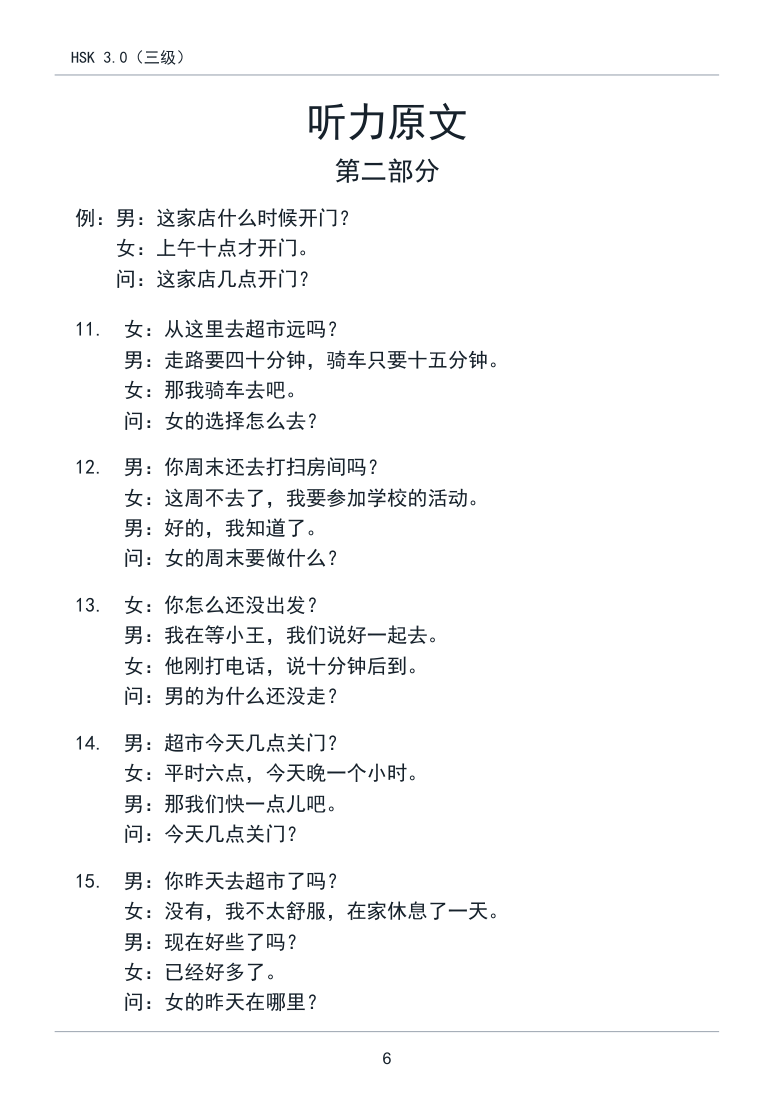 HSK 3.0（三级）
听力原文
第二部分
例：男：这家店什么时候开门？
女：上午十点才开门。
问：这家店几点开门？
11. 女：从这里去超市远吗？
男：走路要四十分钟，骑车只要十五分钟。
女：那我骑车去吧。
问：女的选择怎么去？
12. 男：你周末还去打扫房间吗？
女：这周不去了，我要参加学校的活动。
男：好的，我知道了。
问：女的周末要做什么？
13. 女：你怎么还没出发？
男：我在等小王，我们说好一起去。
女：他刚打电话，说十分钟后到。
问：男的为什么还没走？
14. 男：超市今天几点关门？
女：平时六点，今天晚一个小时。
男：那我们快一点儿吧。
问：今天几点关门？
15. 男：你昨天去超市了吗？
女：没有，我不太舒服，在家休息了一天。
男：现在好些了吗？
女：已经好多了。
问：女的昨天在哪里？
6